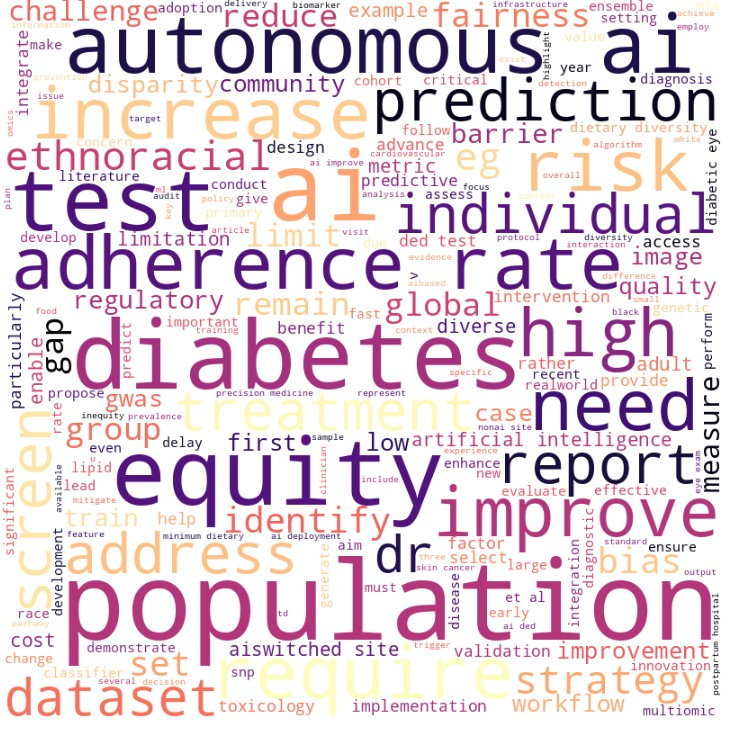 challenge
adoption
delivery
biomarker
reduce
example
infrastructure
ensemble
setting
mfp
achieve
employ
fairness
information
integrate
make
autonomous ai
highlight
value
exist
detection
year
diagnosis
prevention
issue
disparity
community
cohort
critical
omics
increase
target
prediction
concern
follow
advance
barrier
dietary diversity
white
algorithm
ethnoracial
design
ai improve
cardiovascular
metric
eg
risk
overall
diabetic eye
literature
conduct
predictive
analysis
assess
focus
plan
test
ml
audit
key
policy
give
primary
article
visit
ai
individual
develop
limitation
limit
due
ded test
protocol
diversity
interaction
access
evidence
adherence rate
>
aibased
difference
small
image
quality
regulatory
remain
fast
global
intervention
genetic
particularly
gap
food
enable
predict
important
training
benefit
context
diverse
black
high
perform
diabetes
rather
recent
adult
provide
realworld
specific
propose
gwas
precision medicine
represent
treatment
case
need
measure
rate
inequity
prevalence
group
even
delay
first
sample
low
nonai site
artificial intelligence
screen
lipid
lead
equity
clinician
experience
enhance
new
report
eye exam
significant
available
mitigate
include
evaluate
effective
improve
train
help
identify
feature
minimum dietary
ai deployment
standard
development
address
generate
aim
dr
factor
select
three
skin cancer
large
integration
diagnostic
bias
ensure
output
population
race
pathway
td
must
disease
et al
early
ai ded
cost
demonstrate
aiswitched site
trigger
validation
improvement
postpartum hospital
change
classifier
several
decision
set
snp
require
strategy
innovation
dataset
toxicology
implementation
workflow
multiomic